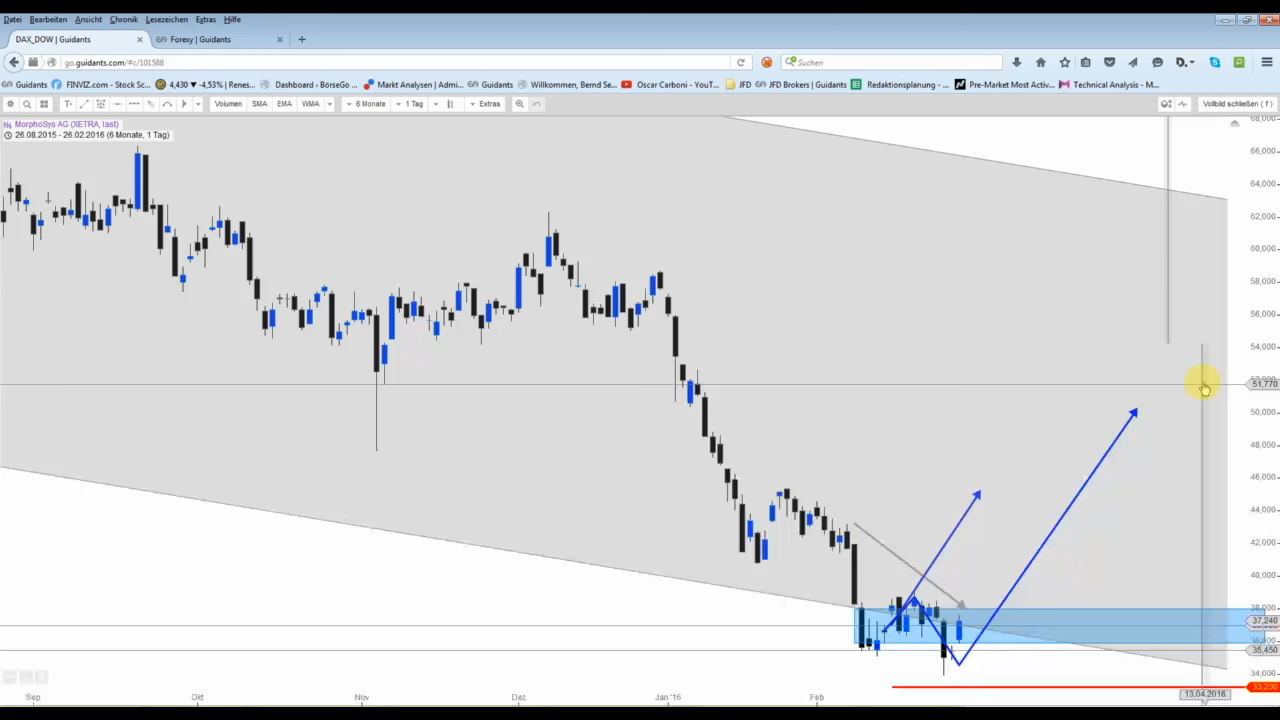 Datei Bearbeiten Ansicht Chronik Lesezeichen Extras Hilfe
DAX_DOW | Guidants × Forexy | Guidants × +
go.guidants.com/#c/101588 Suchen
Guidants FINVIZ.com - Stock Sc... 4,430 ▼ -4,53% | Renes... Dashboard ‹ BörseGo... Markt Analysen | Admi... Guidants Willkommen, Bernd Se... Oscar Carboni - YouT... JFD JFD Brokers | Guidants Redaktionsplanung - ... Pre-Market Most Activ... Technical Analysis - M...
Volumen SMA EMA WMA 6 Monate 1 Tag Extras Vollbild schließen ( f )
MorphoSys AG (XETRA, last)
26.08.2015 - 26.02.2016 (6 Monate, 1 Tag)
68,000
66,000
64,000
62,000
60,000
58,000
56,000
54,000
51,770
50,000
48,000
46,000
44,000
42,000
40,000
38,000
37,240
36,000
35,450
34,000
33,200
Sep Okt Nov Dez Jan '16 Feb 13.04.2016